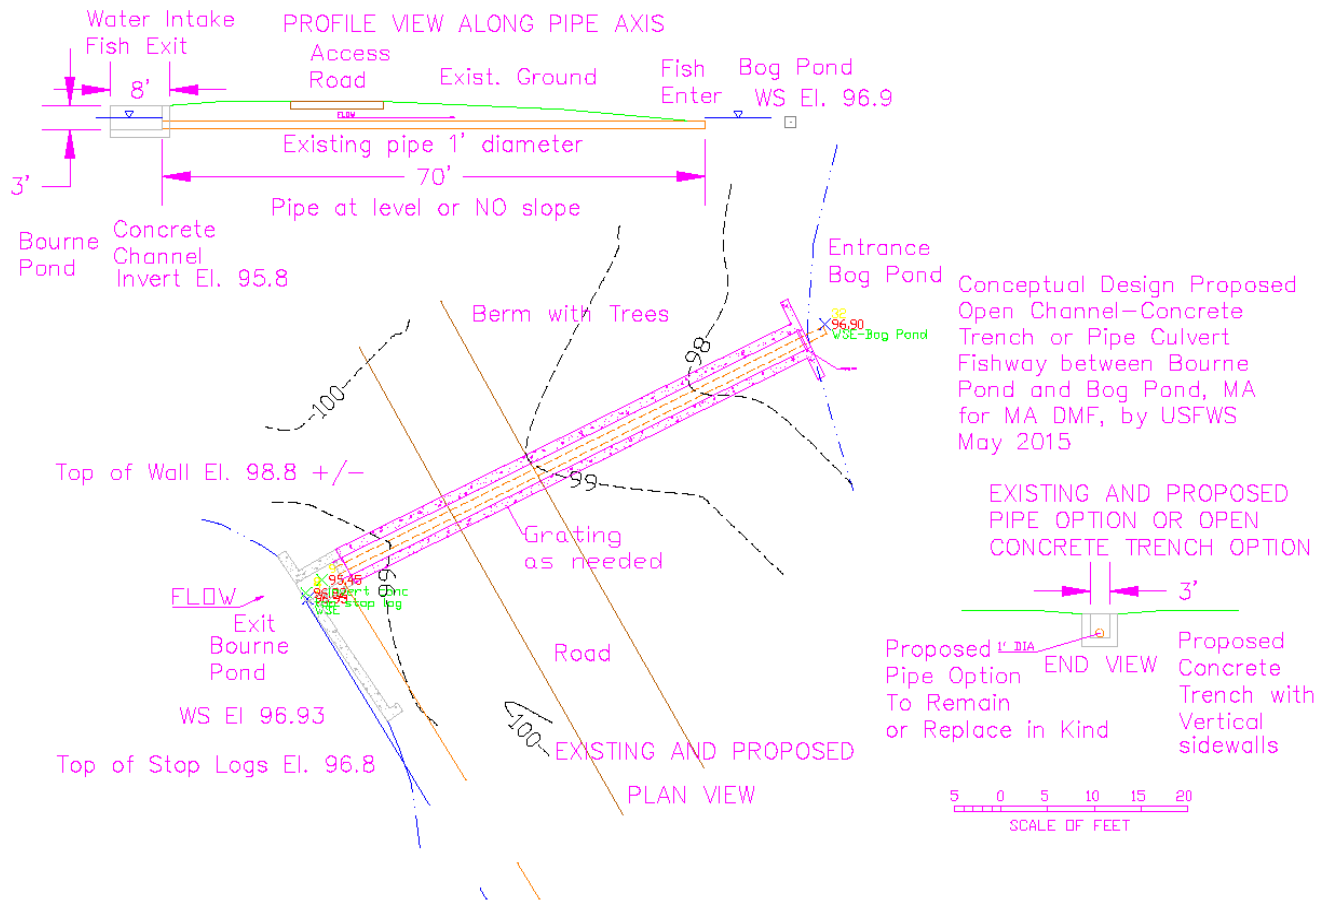 Water Intake
Fish Exit
PROFILE VIEW ALONG PIPE AXIS
Access
Road
Exist. Ground
Fish
Enter
Bog Pond
WS El. 96.9
8'
FLOW
Existing pipe 1' diameter
3'
70'
Pipe at level or NO slope
Bourne
Pond
Concrete
Channel
Invert El. 95.8
Entrance
Bog Pond
Berm with Trees
96.90
WSE-Bog Pond
Conceptual Design Proposed
Open Channel-Concrete
Trench or Pipe Culvert
Fishway between Bourne
Pond and Bog Pond, MA
for MA DMF, by USFWS
May 2015
98
100
Top of Wall El. 98.8 +/-
99
Grating
as needed
99
95.45
96.93
stop log
WSE
FLOW
Exit
Bourne
Pond
WS El 96.93
Top of Stop Logs El. 96.8
Road
100
EXISTING AND PROPOSED
PLAN VIEW
EXISTING AND PROPOSED
PIPE OPTION OR OPEN
CONCRETE TRENCH OPTION
3'
1' DIA
END VIEW
Proposed
Pipe Option
To Remain
or Replace in Kind
Proposed
Concrete
Trench with
Vertical
sidewalls
5 0 5 10 15 20
SCALE OF FEET